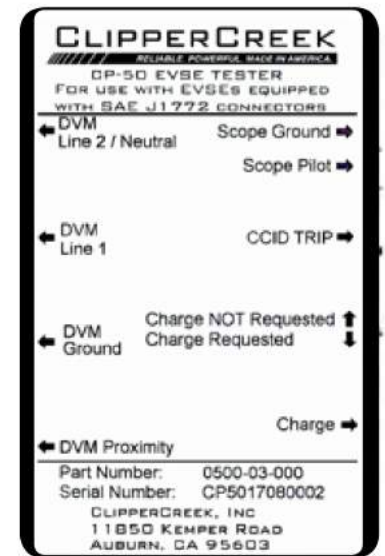 CLIPPERCREEK
RELIABLE. POWERFUL. MADE IN AMERICA.
CP-50 EVSE TESTER
FOR USE WITH EVSES EQUIPPED
WITH SAE J1772 CONNECTORS
DVM
Line 2 / Neutral
Scope Ground
Scope Pilot
DVM
Line 1
CCID TRIP
Charge NOT Requested
Charge Requested
DVM
Ground
Charge
DVM Proximity
Part Number: 0500-03-000
Serial Number: CP5017080002
CLIPPERCREEK, INC
11850 KEMPER ROAD
AUBURN, CA 95603